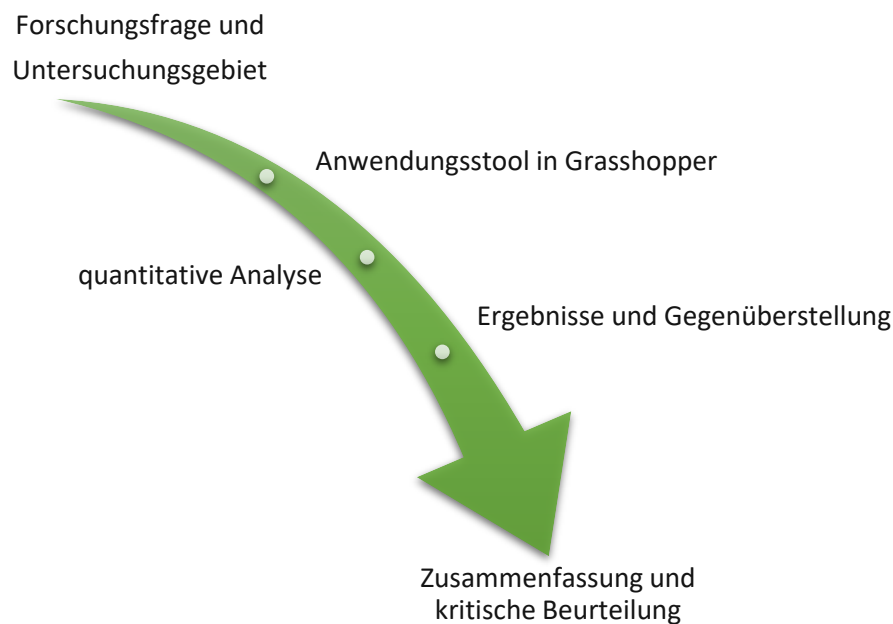 Forschungsfrage und
Untersuchungsgebiet
Anwendungsstool in Grasshopper
quantitative Analyse
Ergebnisse und Gegenüberstellung
Zusammenfassung und
kritische Beurteilung